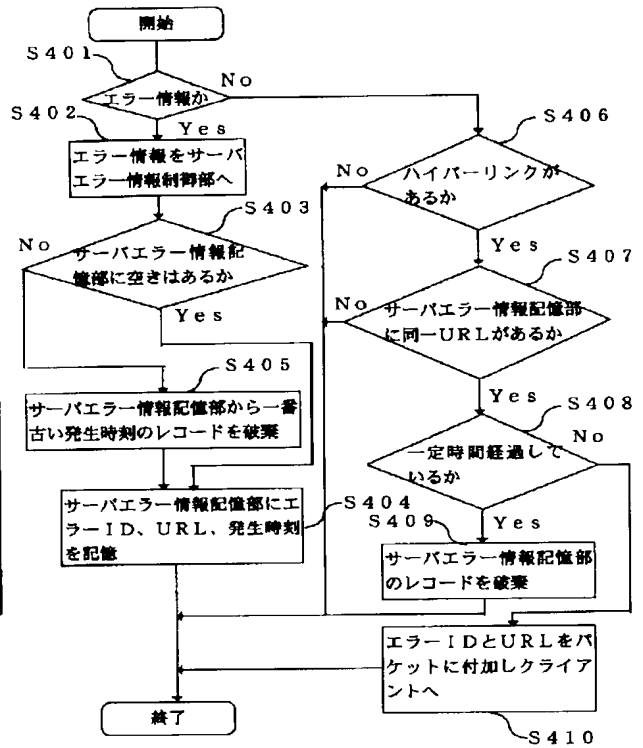 開始
S401
エラー情報か
No
S402
Yes
エラー情報をサーバ
エラー情報制御部へ
S403
No
サーバエラー情報記
憶部に空きはあるか
Yes
S405
サーバエラー情報記憶部から一番
古い発生時刻のレコードを破棄
サーバエラー情報記憶部にエ
ラーID、URL、発生時刻
を記憶
S404
終了
S406
No
ハイパーリンクが
あるか
Yes
S407
No
サーバエラー情報記憶部
に同一URLがあるか
Yes
S408
No
一定時間経過して
いるか
S409
Yes
サーバエラー情報記憶部
のレコードを破棄
エラーIDとURLをパ
ケットに付加しクライア
ントへ
S410